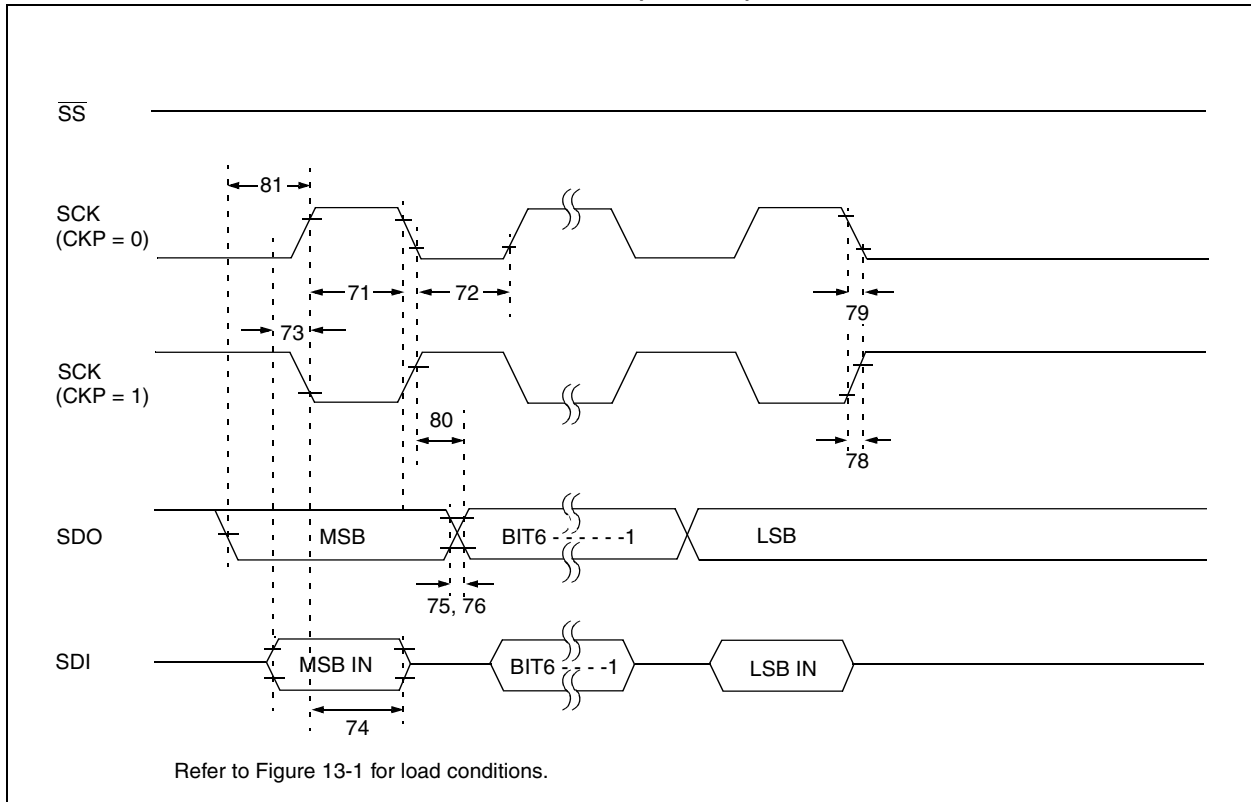 SS
81
SCK
(CKP = 0)
71
72
79
73
SCK
(CKP = 1)
80
78
SDO
MSB
BIT6 - - - - - -1
LSB
75, 76
SDI
MSB IN
BIT6 - - - -1
LSB IN
74
Refer to Figure 13-1 for load conditions.